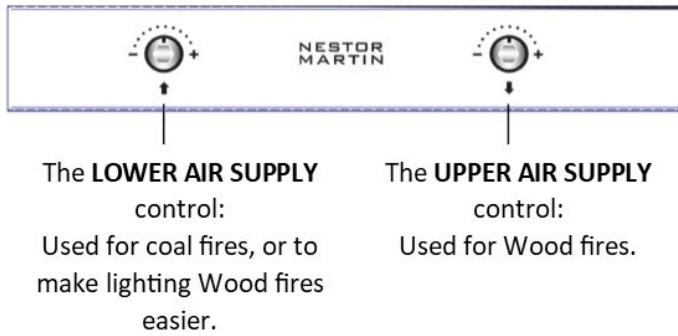 - +
NESTOR
MARTIN
- +
The LOWER AIR SUPPLY
control:
Used for coal fires, or to
make lighting Wood fires
easier.
The UPPER AIR SUPPLY
control:
Used for Wood fires.